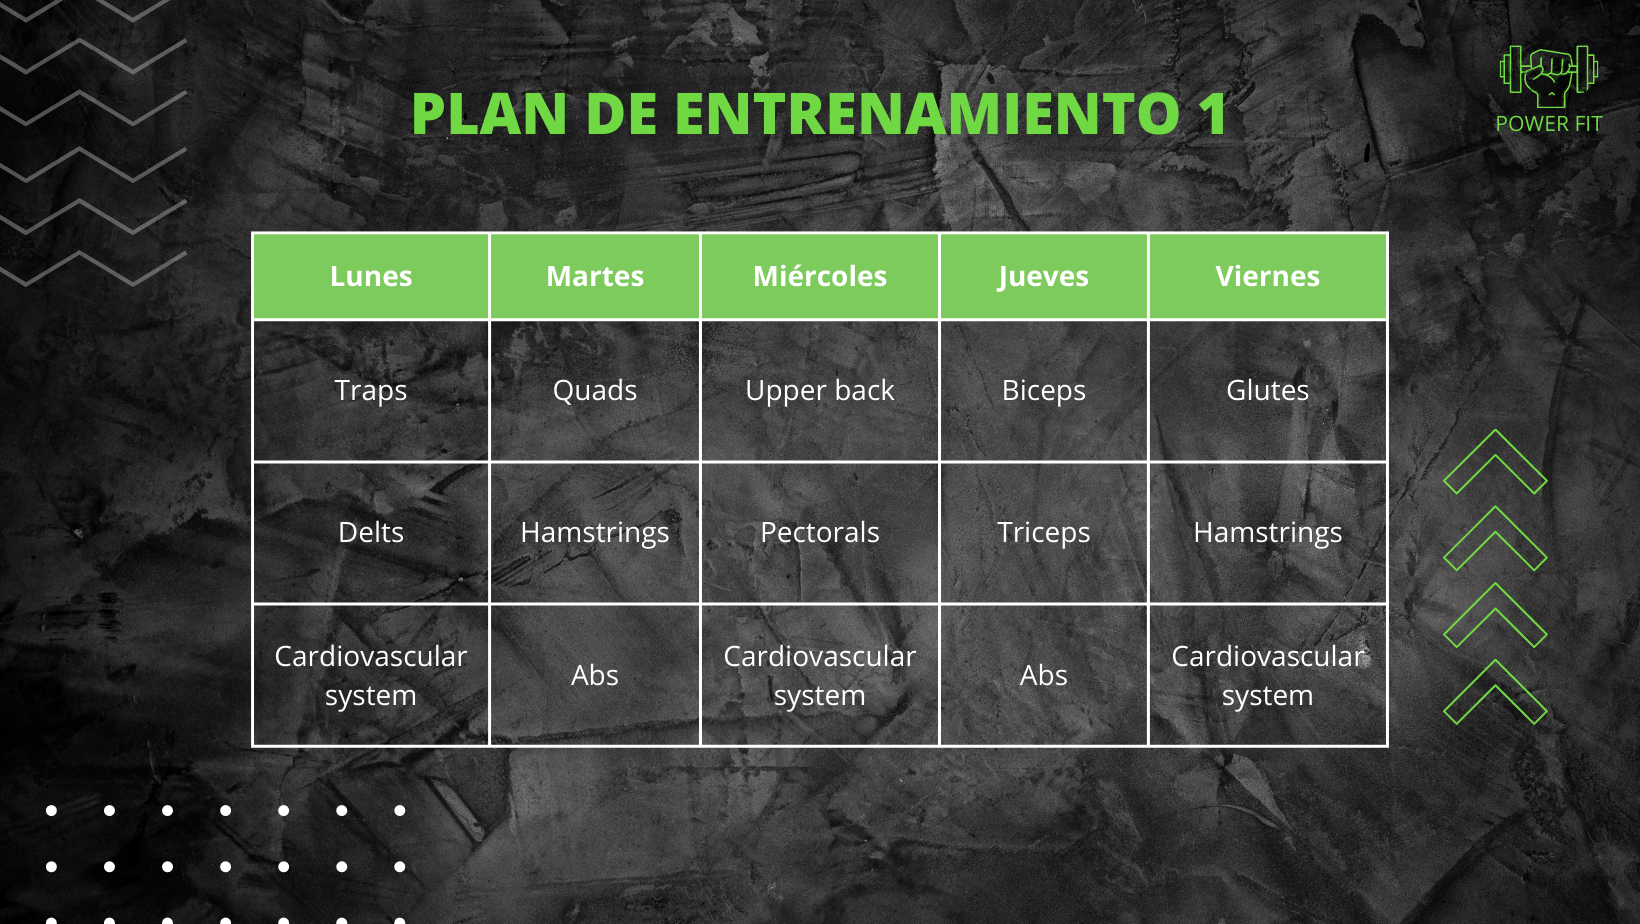 PLAN DE ENTRENAMIENTO 1
POWER FIT
Lunes Martes Miércoles Jueves Viernes
Traps Quads Upper back Biceps Glutes
Delts Hamstrings Pectorals Triceps Hamstrings
Cardiovascular system Abs Cardiovascular system Abs Cardiovascular system